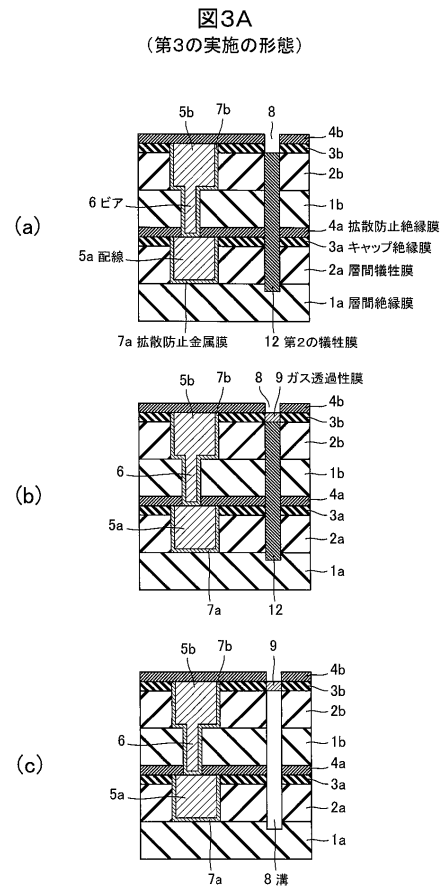 図3A
(第3の実施の形態)
(a)
5b
7b
8
4b
3b
2b
1b
6 ビア
4a 拡散防止絶縁膜
3a キャップ絶縁膜
5a 配線
2a 層間犠牲膜
1a 層間絶縁膜
7a 拡散防止金属膜
12 第2の犠牲膜
(b)
5b
7b
8
9 ガス透過性膜
4b
3b
2b
1b
6
4a
3a
5a
2a
1a
7a
12
(c)
5b
7b
9
4b
3b
2b
1b
6
4a
3a
5a
2a
1a
7a
8 溝